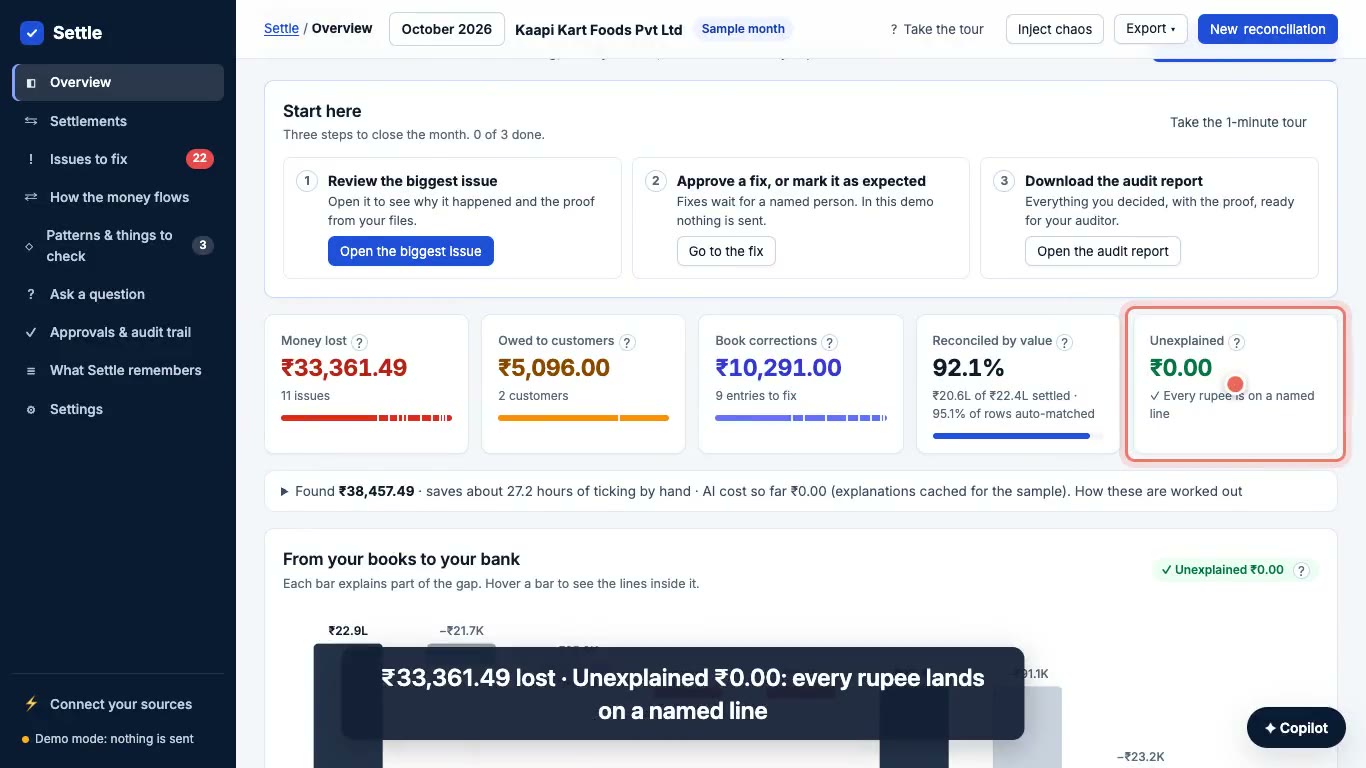 Settle
Overview
Settlements
Issues to fix
22
How the money flows
Patterns & things to
check
3
Ask a question
Approvals & audit trail
What Settle remembers
Settings
Connect your sources
Demo mode: nothing is sent
Settle / Overview
October 2026
Kaapi Kart Foods Pvt Ltd
Sample month
? Take the tour
Inject chaos
Export
New reconciliation
Start here
Three steps to close the month. 0 of 3 done.
Take the 1-minute tour
1
Review the biggest issue
Open it to see why it happened and the proof
from your files.
Open the biggest issue
2
Approve a fix, or mark it as expected
Fixes wait for a named person. In this demo
nothing is sent.
Go to the fix
3
Download the audit report
Everything you decided, with the proof, ready
for your auditor.
Open the audit report
Money lost ?
₹33,361.49
11 issues
Owed to customers ?
₹5,096.00
2 customers
Book corrections ?
₹10,291.00
9 entries to fix
Reconciled by value ?
92.1%
₹20.6L of ₹22.4L settled ·
95.1% of rows auto-matched
Unexplained ?
₹0.00
✓ Every rupee is on a named
line
Found ₹38,457.49 · saves about 27.2 hours of ticking by hand · AI cost so far ₹0.00 (explanations cached for the sample). How these are worked out
From your books to your bank
Each bar explains part of the gap. Hover a bar to see the lines inside it.
✓ Unexplained ₹0.00 ?
₹22.9L
−₹21.7K
₹33,361.49 lost · Unexplained ₹0.00: every rupee lands
on a named line
−₹23.2K
Copilot